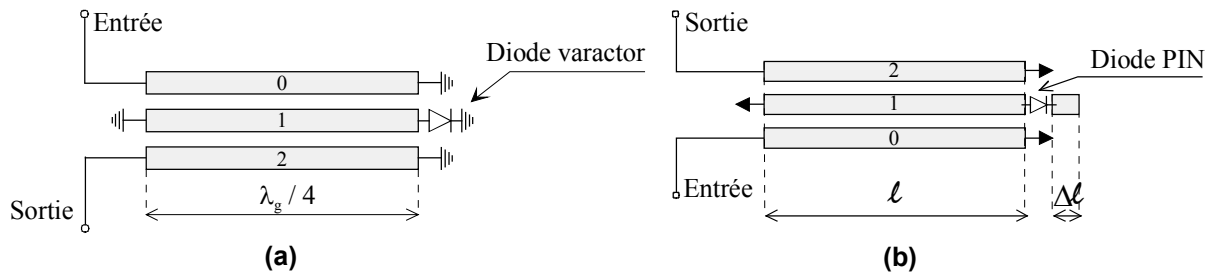 Entrée
Diode varactor
0
1
2
λg / 4
Sortie
(a)
Sortie
Diode PIN
2
1
0
Entrée
ℓ
Δℓ
(b)